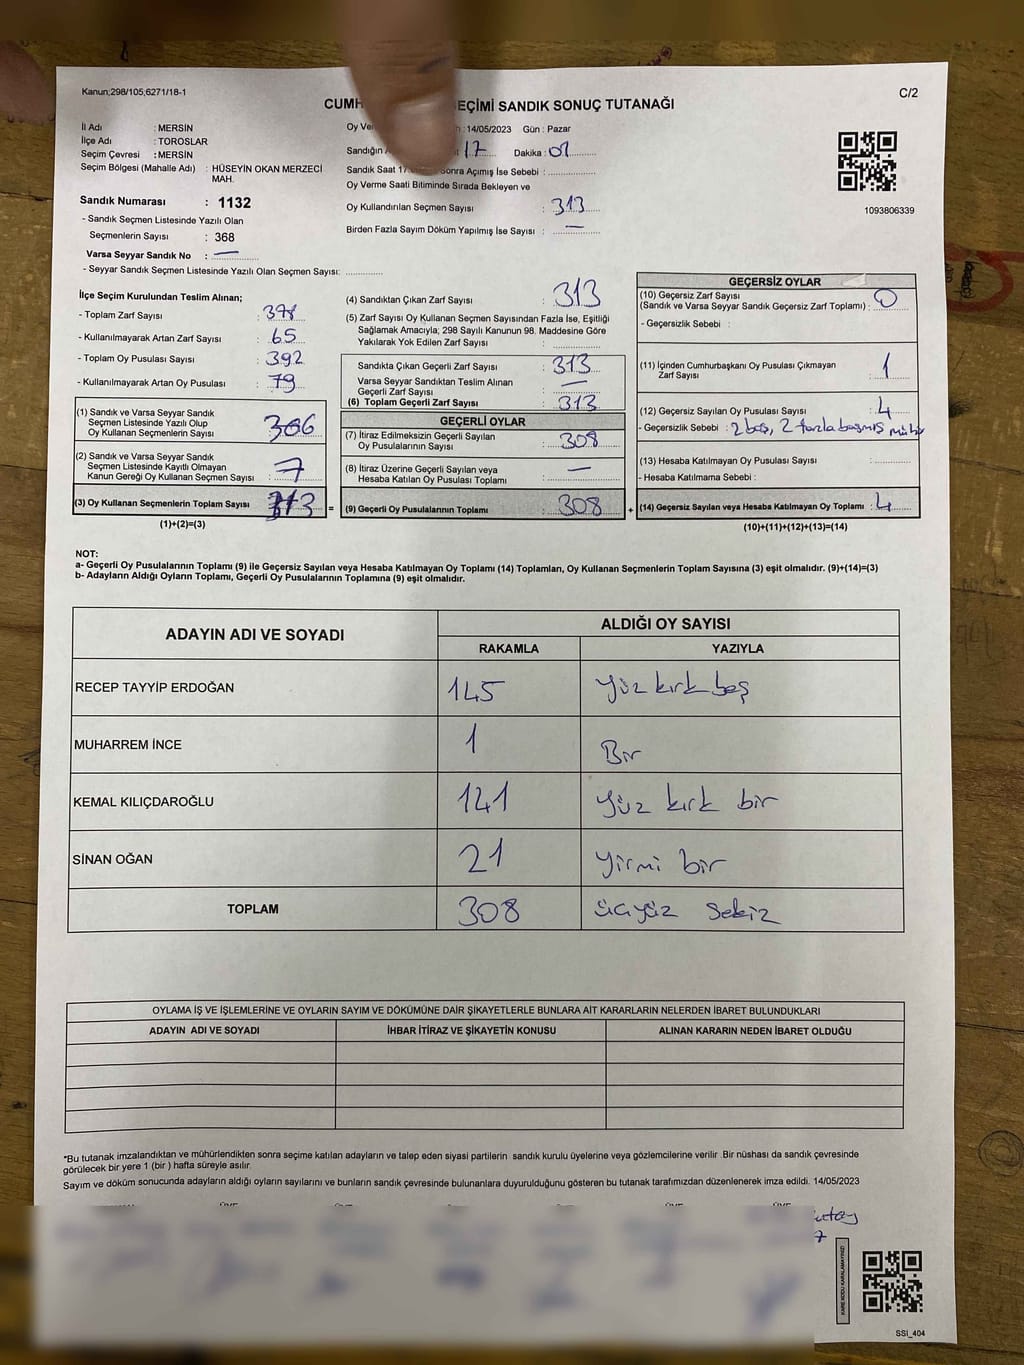 Kanun;298/105;6271/18-1
C/2
CUMH EÇİMİ SANDIK SONUÇ TUTANAĞI
İl Adı : MERSİN
İlçe Adı : TOROSLAR
Seçim Çevresi : MERSİN
Seçim Bölgesi (Mahalle Adı) : HÜSEYİN OKAN MERZECİ
MAH.
Sandık Numarası : 1132
- Sandık Seçmen Listesinde Yazılı Olan
Seçmenlerin Sayısı : 368
Varsa Seyyar Sandık No : —
- Seyyar Sandık Seçmen Listesinde Yazılı Olan Seçmen Sayısı: ............
Oy Ver : 14/05/2023 Gün : Pazar
Sandığın 17 Dakika : 01
Sandık Saat 17 onra Açımış İse Sebebi : ............
Oy Verme Saati Bitiminde Sırada Bekleyen ve
Oy Kullandırılan Seçmen Sayısı : 313
Birden Fazla Sayım Döküm Yapılmış İse Sayısı : —
1093806339
İlçe Seçim Kurulundan Teslim Alınan;
- Toplam Zarf Sayısı : 378
- Kullanılmayarak Artan Zarf Sayısı : 65
- Toplam Oy Pusulası Sayısı : 392
- Kullanılmayarak Artan Oy Pusulası : 79
(1) Sandık ve Varsa Seyyar Sandık
Seçmen Listesinde Yazılı Olup
Oy Kullanan Seçmenlerin Sayısı : 306
(2) Sandık ve Varsa Seyyar Sandık
Seçmen Listesinde Kayıtlı Olmayan
Kanun Gereği Oy Kullanan Seçmen Sayısı : 7
(3) Oy Kullanan Seçmenlerin Toplam Sayısı : 313 =
(1)+(2)=(3)
(4) Sandıktan Çıkan Zarf Sayısı : 313
(5) Zarf Sayısı Oy Kullanan Seçmen Sayısından Fazla İse, Eşitliği
Sağlamak Amacıyla; 298 Sayılı Kanunun 98. Maddesine Göre
Yakılarak Yok Edilen Zarf Sayısı : ............
Sandıkta Çıkan Geçerli Zarf Sayısı : 313
Varsa Seyyar Sandıktan Teslim Alınan
Geçerli Zarf Sayısı : —
(6) Toplam Geçerli Zarf Sayısı : 313
GEÇERLİ OYLAR
(7) İtiraz Edilmeksizin Geçerli Sayılan
Oy Pusulalarının Sayısı : 308
(8) İtiraz Üzerine Geçerli Sayılan veya
Hesaba Katılan Oy Pusulası Toplamı : —
(9) Geçerli Oy Pusulalarının Toplamı : 308 +
GEÇERSİZ OYLAR
(10) Geçersiz Zarf Sayısı
(Sandık ve Varsa Seyyar Sandık Geçersiz Zarf Toplamı) : 0
- Geçersizlik Sebebi :
(11) İçinden Cumhurbaşkanı Oy Pusulası Çıkmayan
Zarf Sayısı : 1
(12) Geçersiz Sayılan Oy Pusulası Sayısı : 4
- Geçersizlik Sebebi : 2 boş, 2 fazla basmış mühür
(13) Hesaba Katılmayan Oy Pusulası Sayısı : ............
- Hesaba Katılmama Sebebi :
(14) Geçersiz Sayılan veya Hesaba Katılmayan Oy Toplamı : 4
(10)+(11)+(12)+(13)=(14)
NOT:
a- Geçerli Oy Pusulalarının Toplamı (9) ile Geçersiz Sayılan veya Hesaba Katılmayan Oy Toplamı (14) Toplamları, Oy Kullanan Seçmenlerin Toplam Sayısına (3) eşit olmalıdır. (9)+(14)=(3)
b- Adayların Aldığı Oyların Toplamı, Geçerli Oy Pusulalarının Toplamına (9) eşit olmalıdır.
ADAYIN ADI VE SOYADI ALDIĞI OY SAYISI
RAKAMLA YAZIYLA
RECEP TAYYİP ERDOĞAN 145 yüz kırk beş
MUHARREM İNCE 1 Bir
KEMAL KILIÇDAROĞLU 141 yüz kırk bir
SİNAN OĞAN 21 yirmi bir
TOPLAM 308 üçyüz sekiz
OYLAMA İŞ VE İŞLEMLERİNE VE OYLARIN SAYIM VE DÖKÜMÜNE DAİR ŞİKAYETLERLE BUNLARA AİT KARARLARIN NELERDEN İBARET BULUNDUKLARI
ADAYIN ADI VE SOYADI İHBAR İTİRAZ VE ŞİKAYETİN KONUSU ALINAN KARARIN NEDEN İBARET OLDUĞU
*Bu tutanak imzalandıktan ve mühürlendikten sonra seçime katılan adayların ve talep eden siyasi partilerin sandık kurulu üyelerine veya gözlemcilerine verilir. Bir nüshası da sandık çevresinde
görülecek bir yere 1 (bir ) hafta süreyle asılır.
Sayım ve döküm sonucunda adayların aldığı oyların sayılarını ve bunların sandık çevresinde bulunanlara duyurulduğunu gösteren bu tutanak tarafımızdan düzenlenerek imza edildi. 14/05/2023
KARE KODU KARALAMAYINIZ!
SSI_404